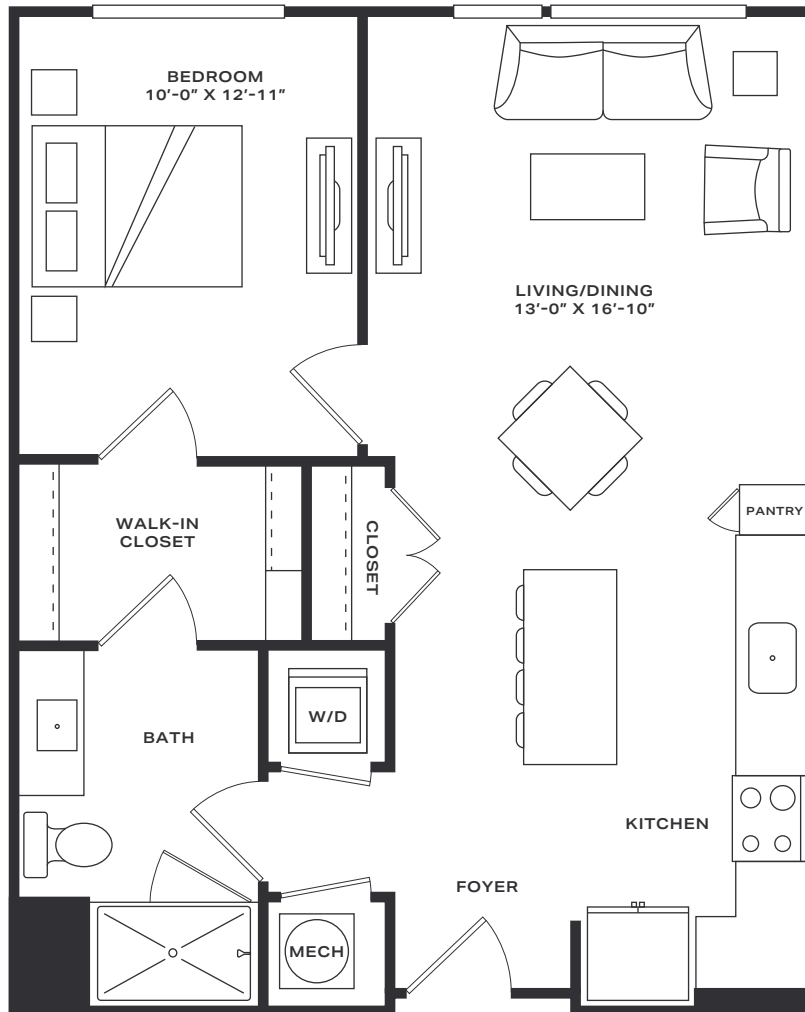 BEDROOM
10′-0″ X 12′-11″
LIVING/DINING
13′-0″ X 16′-10″
WALK-IN
CLOSET
CLOSET
PANTRY
W/D
BATH
KITCHEN
FOYER
MECH